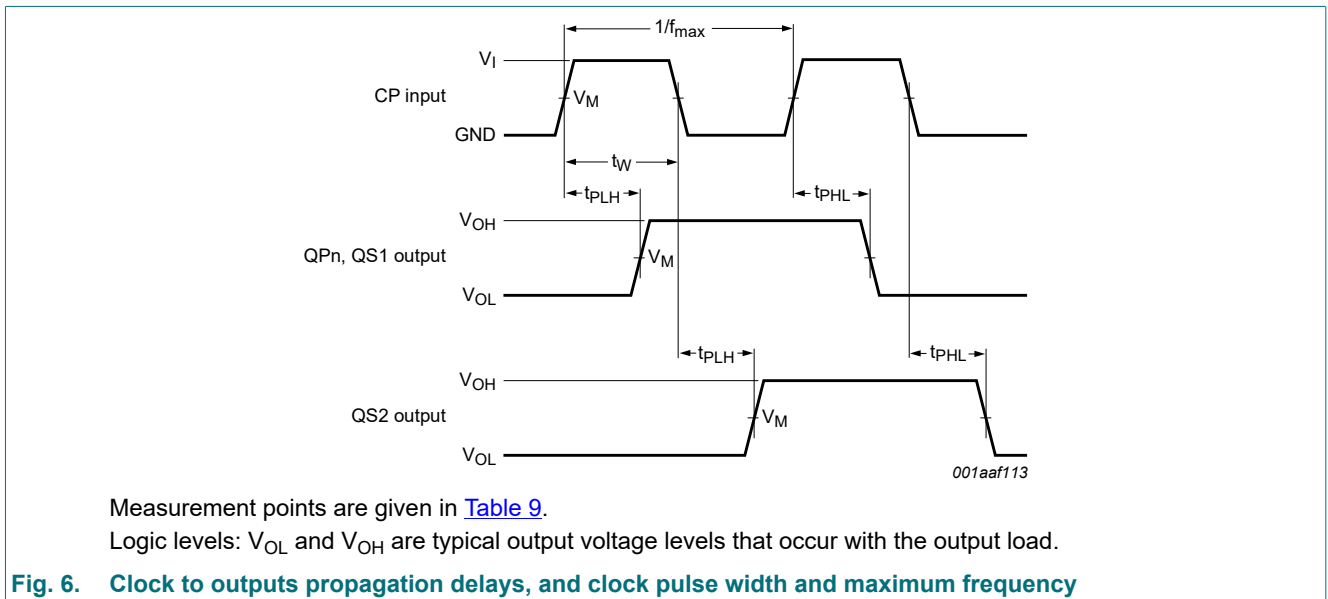 1/fmax
VI
CP input
VM
GND
tW
tPLH
tPHL
VOH
QPn, QS1 output
VM
VOL
tPLH
tPHL
VOH
QS2 output
VM
VOL
001aaf113
Measurement points are given in Table 9.
Logic levels: VOL and VOH are typical output voltage levels that occur with the output load.
Fig. 6. Clock to outputs propagation delays, and clock pulse width and maximum frequency